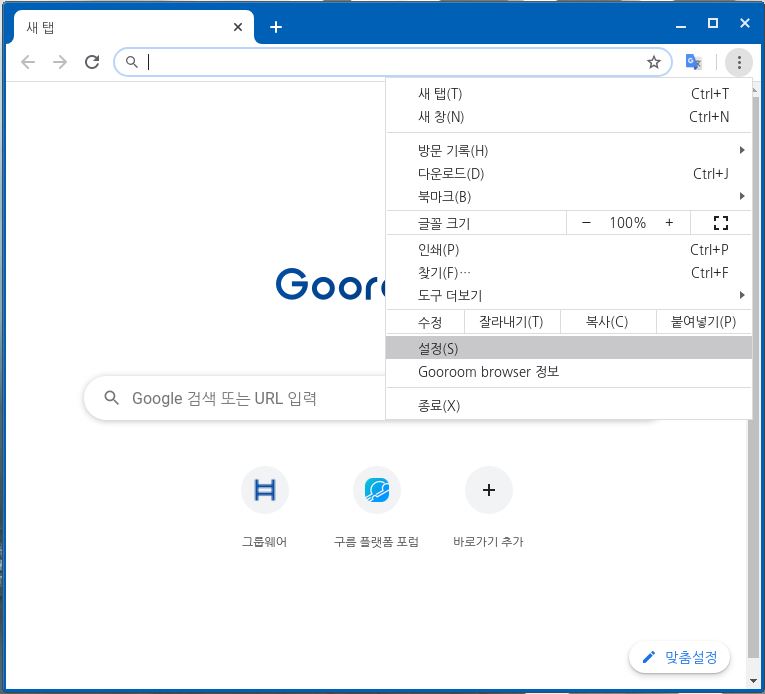 새 탭
새 탭(T) Ctrl+T
새 창(N) Ctrl+N
방문 기록(H)
다운로드(D) Ctrl+J
북마크(B)
글꼴 크기 − 100% +
인쇄(P) Ctrl+P
찾기(F)… Ctrl+F
도구 더보기
수정 잘라내기(T) 복사(C) 붙여넣기(P)
설정(S)
Gooroom browser 정보
종료(X)
Gooro
Google 검색 또는 URL 입력
그룹웨어 구름 플랫폼 포럼 바로가기 추가
맞춤설정